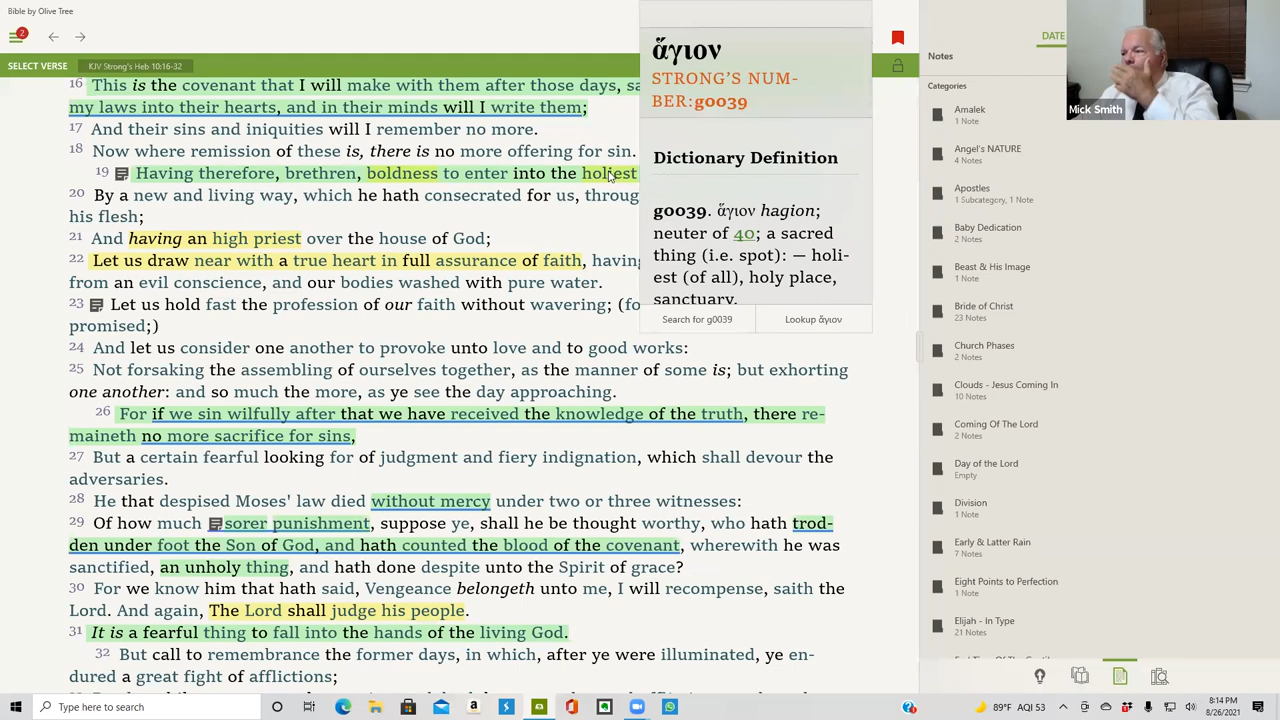 Bible by Olive Tree
2
SELECT VERSE KJV Strong's Heb 10:16-32
16 This is the covenant that I will make with them after those days, sa
my laws into their hearts, and in their minds will I write them;
17 And their sins and iniquities will I remember no more.
18 Now where remission of these is, there is no more offering for sin.
19 Having therefore, brethren, boldness to enter into the holiest
20 By a new and living way, which he hath consecrated for us, throug
his flesh;
21 And having an high priest over the house of God;
22 Let us draw near with a true heart in full assurance of faith, having
from an evil conscience, and our bodies washed with pure water.
23 Let us hold fast the profession of our faith without wavering; (fo
promised;)
24 And let us consider one another to provoke unto love and to good works:
25 Not forsaking the assembling of ourselves together, as the manner of some is; but exhorting
one another: and so much the more, as ye see the day approaching.
26 For if we sin wilfully after that we have received the knowledge of the truth, there re-
maineth no more sacrifice for sins,
27 But a certain fearful looking for of judgment and fiery indignation, which shall devour the
adversaries.
28 He that despised Moses' law died without mercy under two or three witnesses:
29 Of how much sorer punishment, suppose ye, shall he be thought worthy, who hath trod-
den under foot the Son of God, and hath counted the blood of the covenant, wherewith he was
sanctified, an unholy thing, and hath done despite unto the Spirit of grace?
30 For we know him that hath said, Vengeance belongeth unto me, I will recompense, saith the
Lord. And again, The Lord shall judge his people.
31 It is a fearful thing to fall into the hands of the living God.
32 But call to remembrance the former days, in which, after ye were illuminated, ye en-
dured a great fight of afflictions;
ἅγιον
STRONG'S NUM-
BER:g0039
Dictionary Definition
g0039. ἅγιον hagion;
neuter of 40; a sacred
thing (i.e. spot): — holi-
est (of all), holy place,
sanctuary.
Search for g0039 Lookup ἅγιον
DATE
Notes
Mick Smith
Categories
Amalek
1 Note
Angel's NATURE
4 Notes
Apostles
1 Subcategory, 1 Note
Baby Dedication
2 Notes
Beast & His Image
1 Note
Bride of Christ
23 Notes
Church Phases
2 Notes
Clouds - Jesus Coming In
10 Notes
Coming Of The Lord
2 Notes
Day of the Lord
Empty
Division
1 Note
Early & Latter Rain
7 Notes
Eight Points to Perfection
1 Note
Elijah - In Type
21 Notes
Type here to search
89°F AQI 53
8:14 PM
8/26/2021